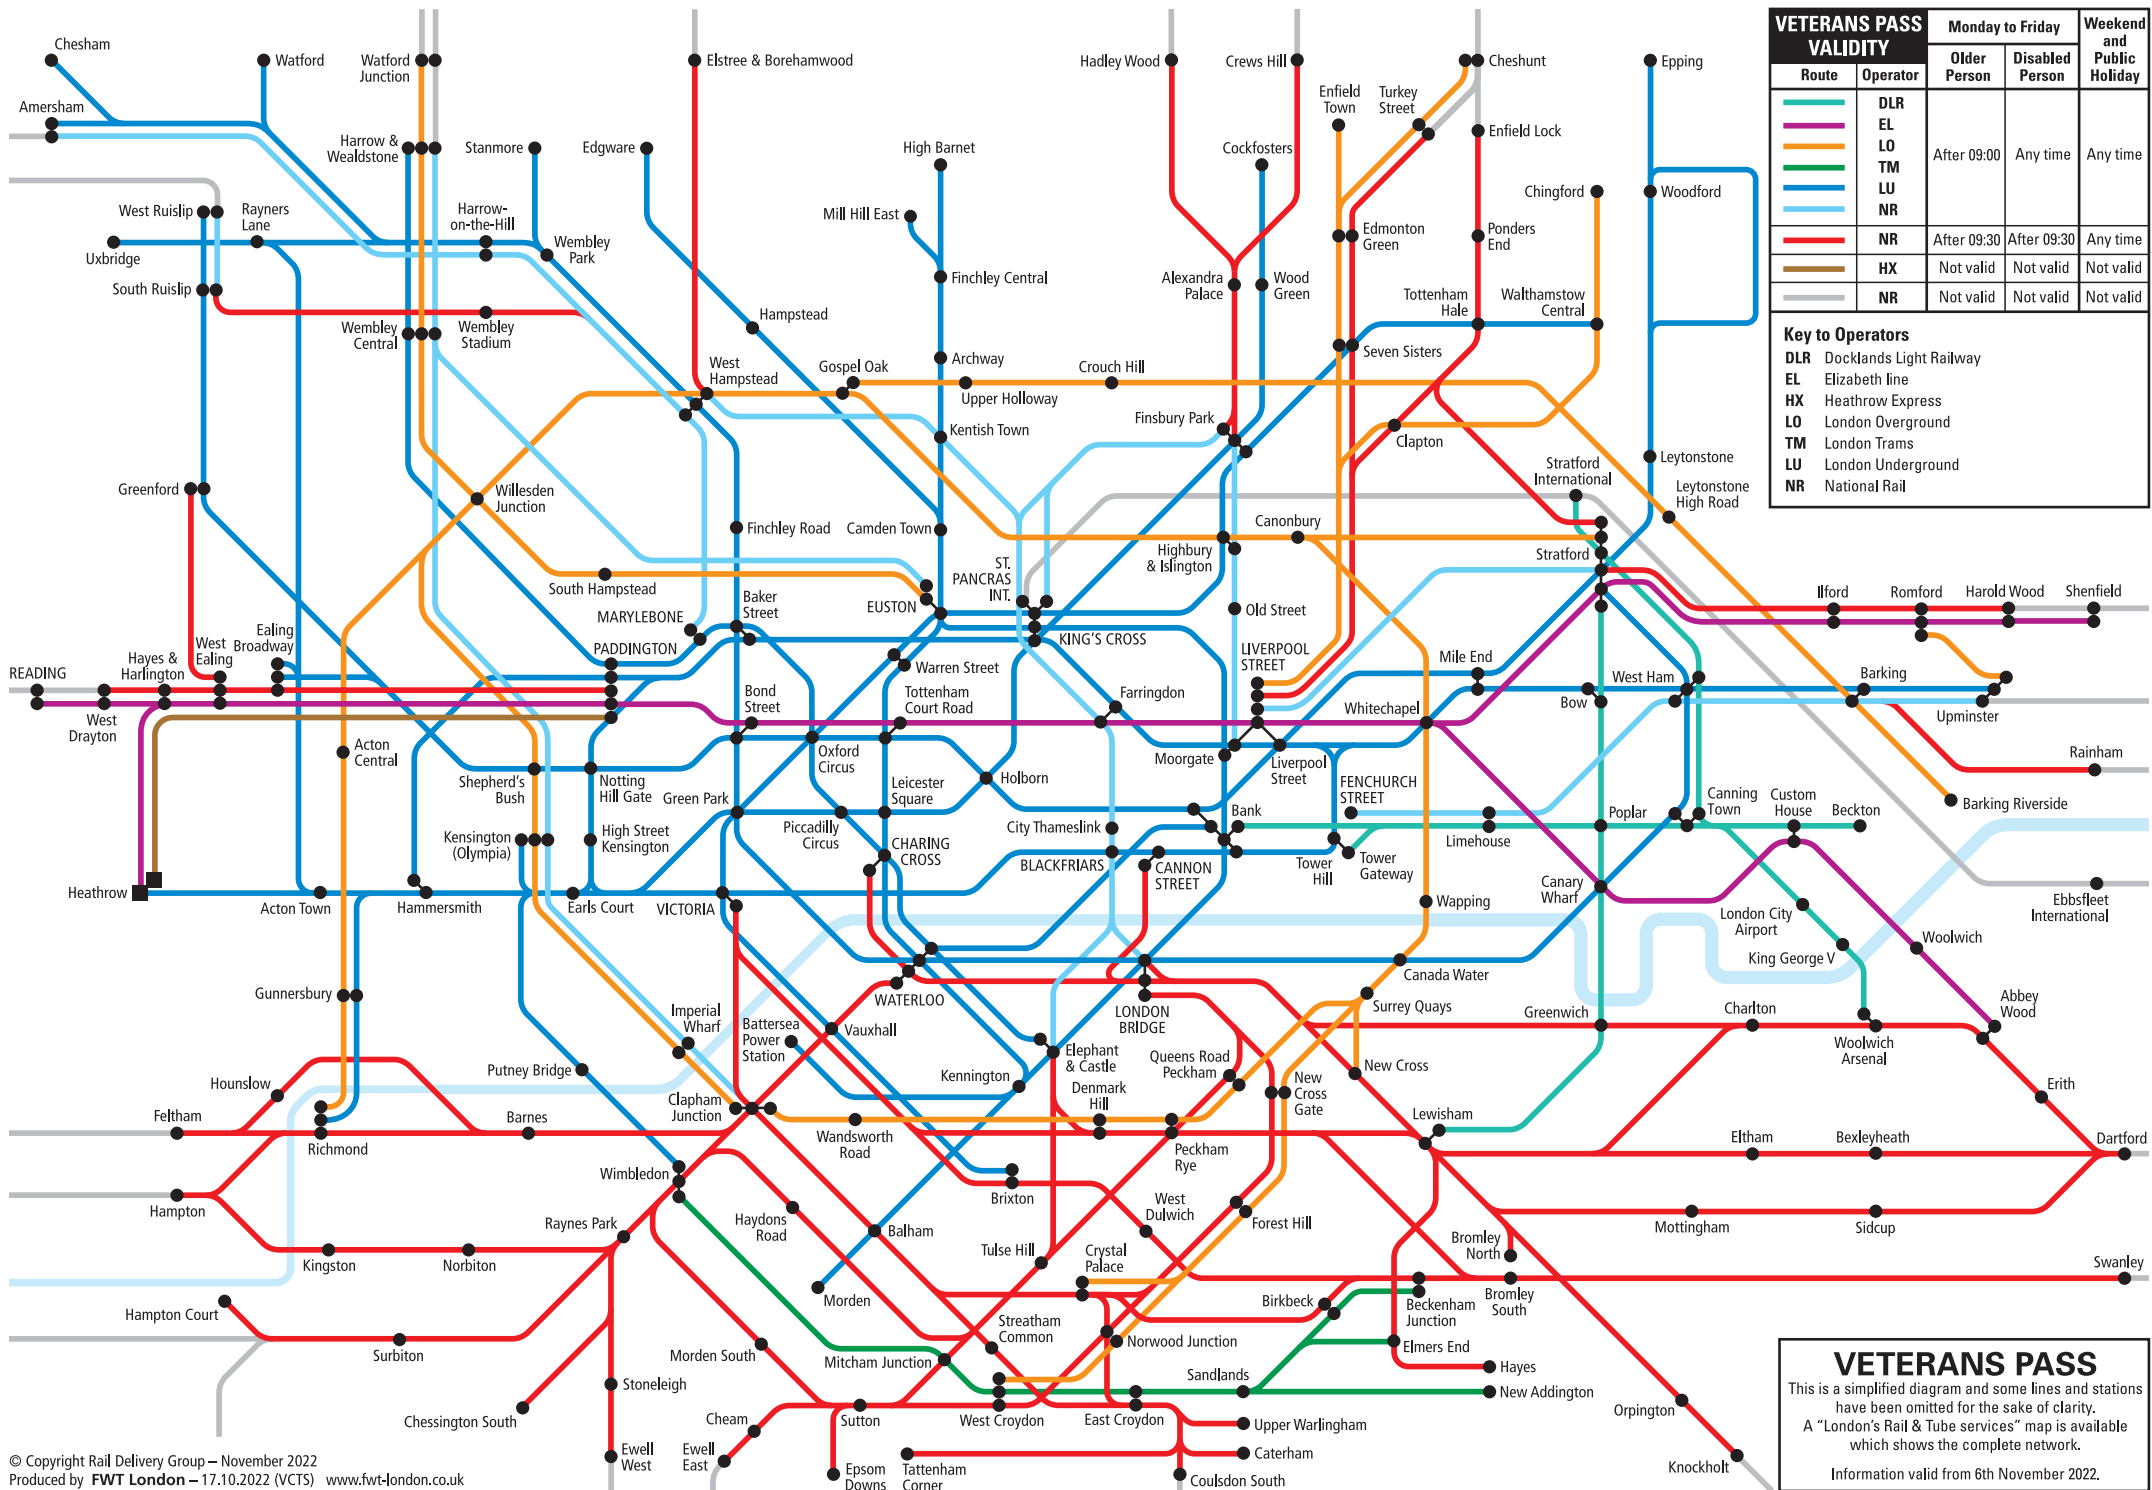 VETERANS PASS
VALIDITY
Monday to Friday
Weekend
and
Public
Holiday
Route
Operator
Older
Person
Disabled
Person
DLR
EL
LO
TM
LU
NR
After 09:00
Any time
Any time
NR
After 09:30
After 09:30
Any time
HX
Not valid
Not valid
Not valid
NR
Not valid
Not valid
Not valid
Key to Operators
DLR Docklands Light Railway
EL Elizabeth line
HX Heathrow Express
LO London Overground
TM London Trams
LU London Underground
NR National Rail
Chesham
Watford
Watford
Junction
Elstree & Borehamwood
Hadley Wood
Crews Hill
Cheshunt
Epping
Amersham
Enfield
Town
Turkey
Street
Enfield Lock
Harrow &
Wealdstone
Stanmore
Edgware
High Barnet
Cockfosters
Chingford
Woodford
West Ruislip
Rayners
Lane
Harrow-
on-the-Hill
Mill Hill East
Uxbridge
Wembley
Park
Edmonton
Green
Ponders
End
South Ruislip
Finchley Central
Alexandra
Palace
Wood
Green
Tottenham
Hale
Walthamstow
Central
Wembley
Central
Wembley
Stadium
Hampstead
Archway
Seven Sisters
West
Hampstead
Gospel Oak
Upper Holloway
Crouch Hill
Finsbury Park
Kentish Town
Clapton
Leytonstone
Stratford
International
Leytonstone
High Road
Greenford
Willesden
Junction
Finchley Road
Camden Town
Canonbury
Highbury
& Islington
Stratford
ST.
PANCRAS
INT.
South Hampstead
MARYLEBONE
Baker
Street
EUSTON
Old Street
Ilford
Romford
Harold Wood
Shenfield
KING'S CROSS
West
Ealing
Ealing
Broadway
PADDINGTON
Warren Street
LIVERPOOL
STREET
Mile End
West Ham
Barking
READING
Hayes &
Harlington
West
Drayton
Bond
Street
Tottenham
Court Road
Farringdon
Whitechapel
Bow
Upminster
Acton
Central
Shepherd's
Bush
Notting
Hill Gate
Oxford
Circus
Holborn
Moorgate
Liverpool
Street
Rainham
Green Park
Leicester
Square
FENCHURCH
STREET
Canning
Town
Custom
House
Beckton
Barking Riverside
Kensington
(Olympia)
High Street
Kensington
Piccadilly
Circus
City Thameslink
Bank
Limehouse
Poplar
CHARING
CROSS
BLACKFRIARS
CANNON
STREET
Tower
Hill
Tower
Gateway
Heathrow
Acton Town
Hammersmith
Earls Court
VICTORIA
Canary
Wharf
Wapping
London City
Airport
Ebbsfleet
International
Woolwich
King George V
Canada Water
Gunnersbury
WATERLOO
LONDON
BRIDGE
Surrey Quays
Greenwich
Charlton
Woolwich
Arsenal
Abbey
Wood
Imperial
Wharf
Battersea
Power
Station
Vauxhall
Putney Bridge
Hounslow
Elephant
& Castle
Queens Road
Peckham
New Cross
Kennington
Denmark
Hill
New
Cross
Gate
Erith
Feltham
Richmond
Barnes
Clapham
Junction
Wandsworth
Road
Peckham
Rye
Lewisham
Eltham
Bexleyheath
Dartford
Wimbledon
Brixton
Hampton
Haydons
Road
West
Dulwich
Mottingham
Sidcup
Raynes Park
Balham
Forest Hill
Kingston
Norbiton
Tulse Hill
Crystal
Palace
Bromley
North
Swanley
Hampton Court
Morden
Birkbeck
Beckenham
Junction
Bromley
South
Surbiton
Morden South
Streatham
Common
Norwood Junction
Mitcham Junction
Elmers End
Stoneleigh
Sandlands
Hayes
New Addington
Chessington South
Cheam
Sutton
West Croydon
East Croydon
Orpington
Upper Warlingham
Ewell
West
Ewell
East
Epsom
Downs
Tattenham
Corner
Caterham
Coulsdon South
Knockholt
VETERANS PASS
This is a simplified diagram and some lines and stations
have been omitted for the sake of clarity.
A “London's Rail & Tube services” map is available
which shows the complete network.
Information valid from 6th November 2022.
© Copyright Rail Delivery Group – November 2022
Produced by FWT London – 17.10.2022 (VCTS) www.fwt-london.co.uk